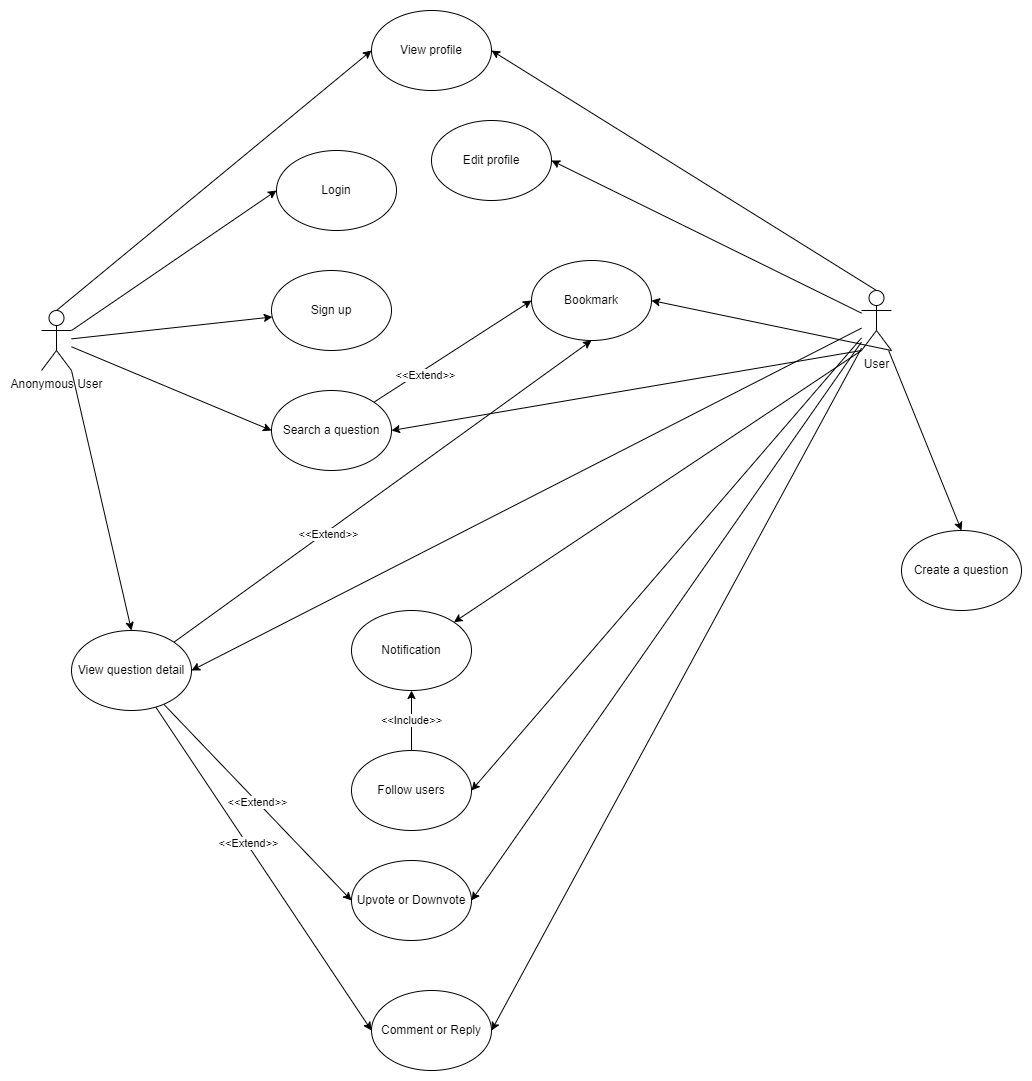 View profile
Edit profile
Login
Sign up
Bookmark
Anonymous User
User
<<Extend>>
Search a question
<<Extend>>
Create a question
Notification
View question detail
<<Include>>
Follow users
<<Extend>>
<<Extend>>
Upvote or Downvote
Comment or Reply